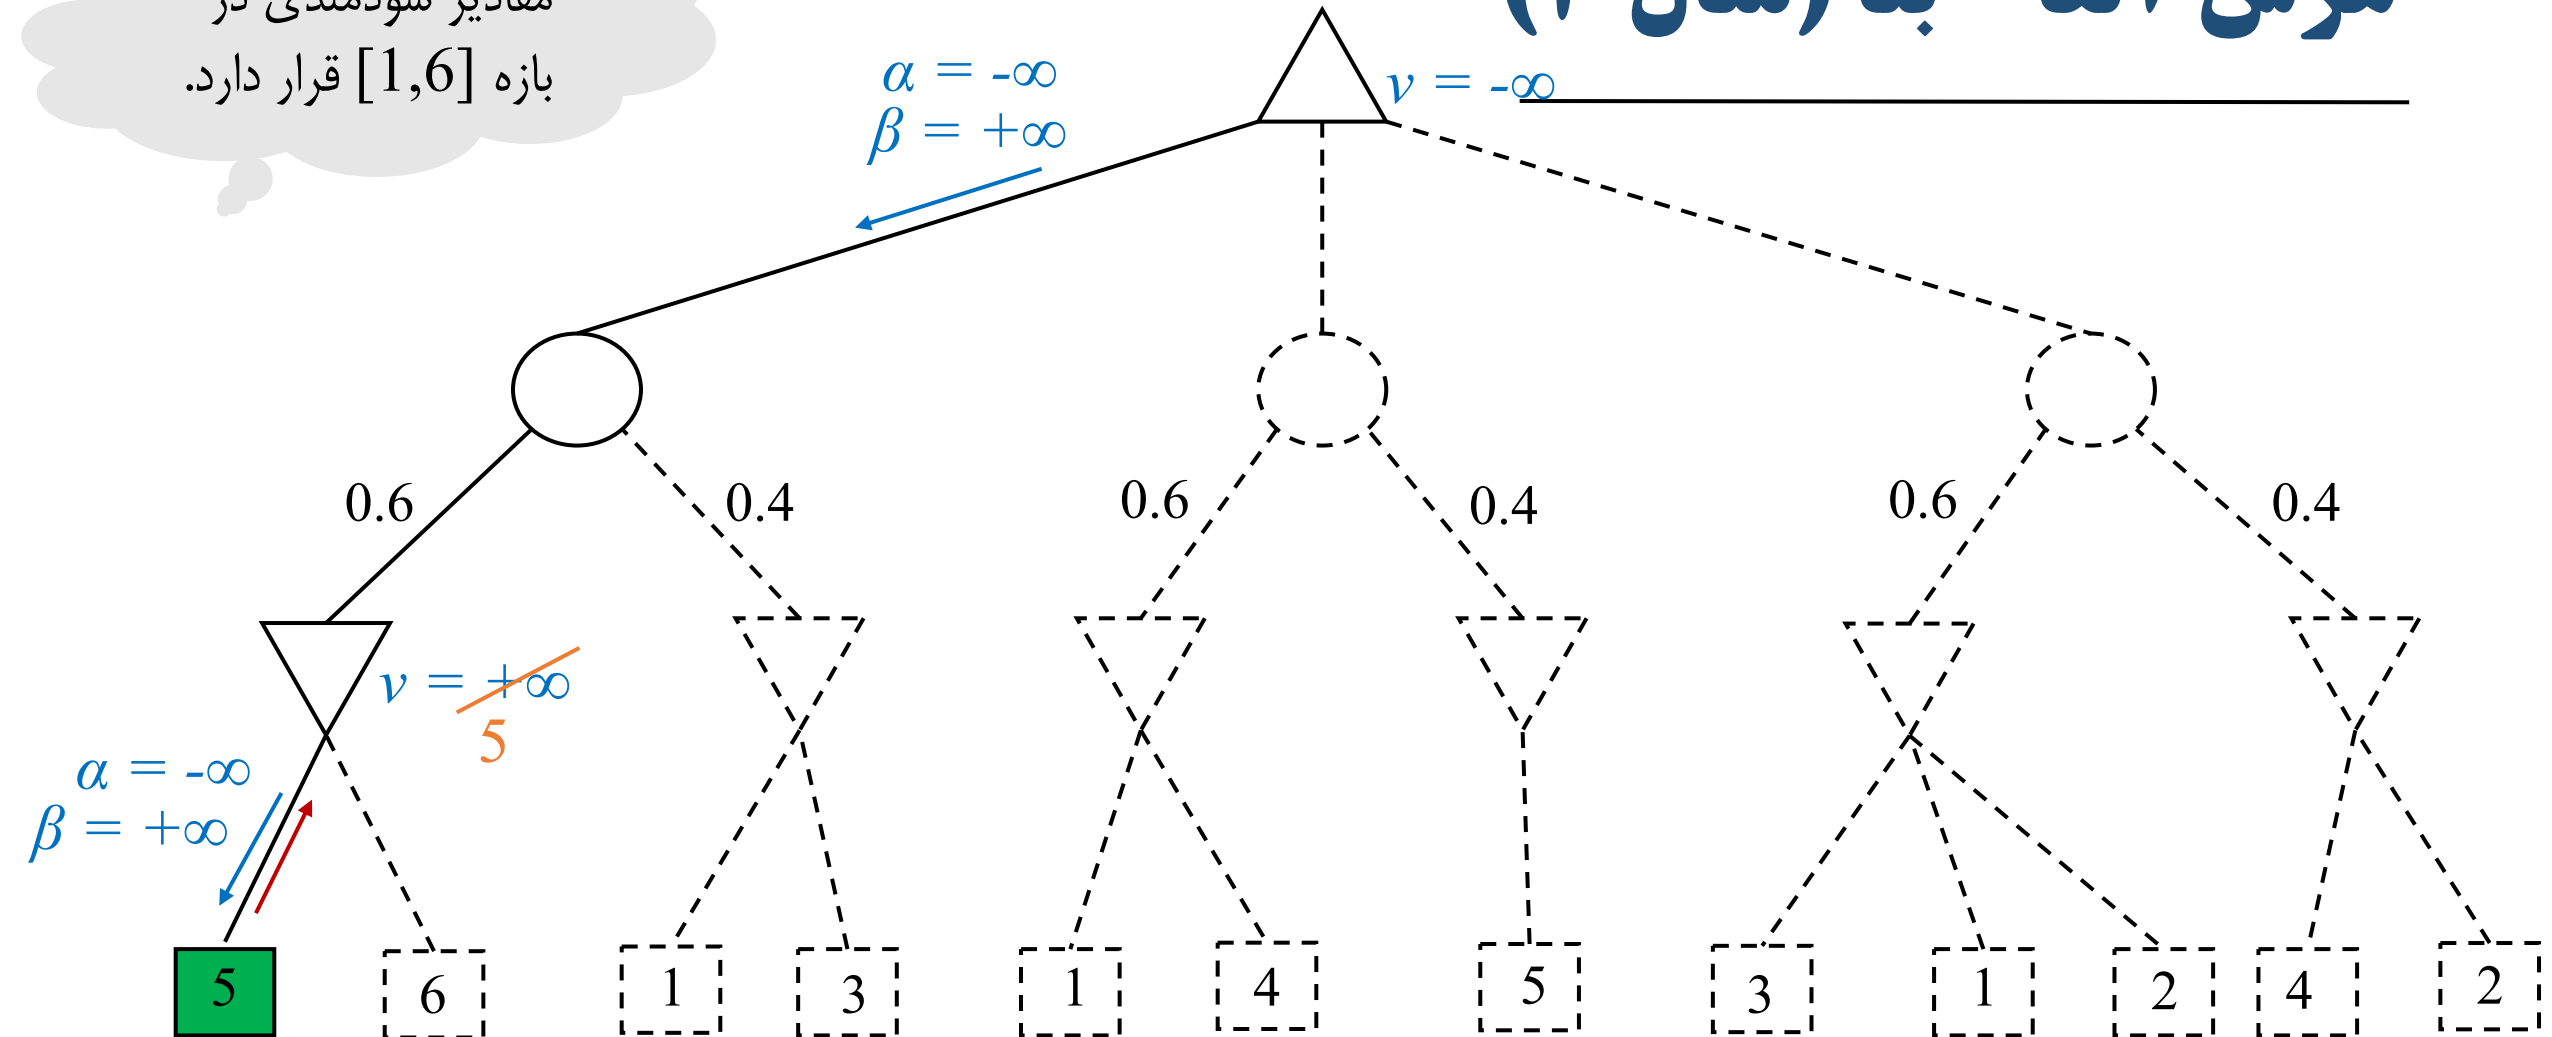 بازه [1,6] قرار دارد.
α = -∞
β = +∞
v = -∞
0.6
0.4
0.6
0.4
0.6
0.4
v = +∞
5
α = -∞
β = +∞
5
6
1
3
1
4
5
3
1
2
4
2